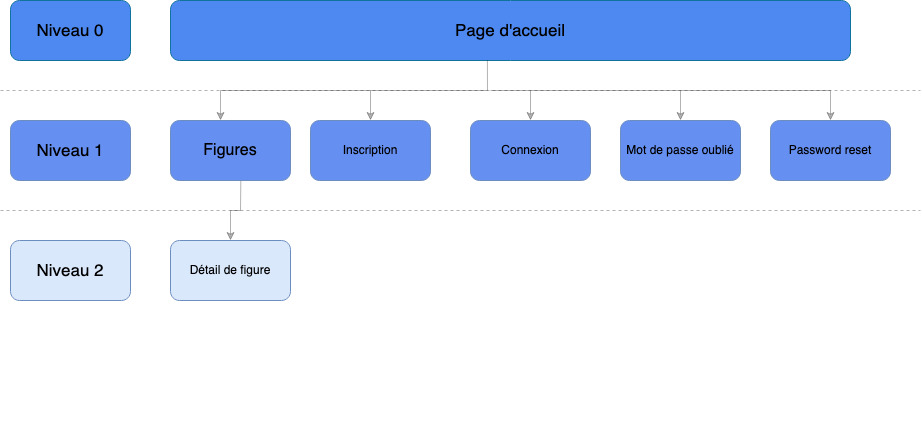 Niveau 0
Page d'accueil
Niveau 1
Figures
Inscription
Connexion
Mot de passe oublié
Password reset
Niveau 2
Détail de figure